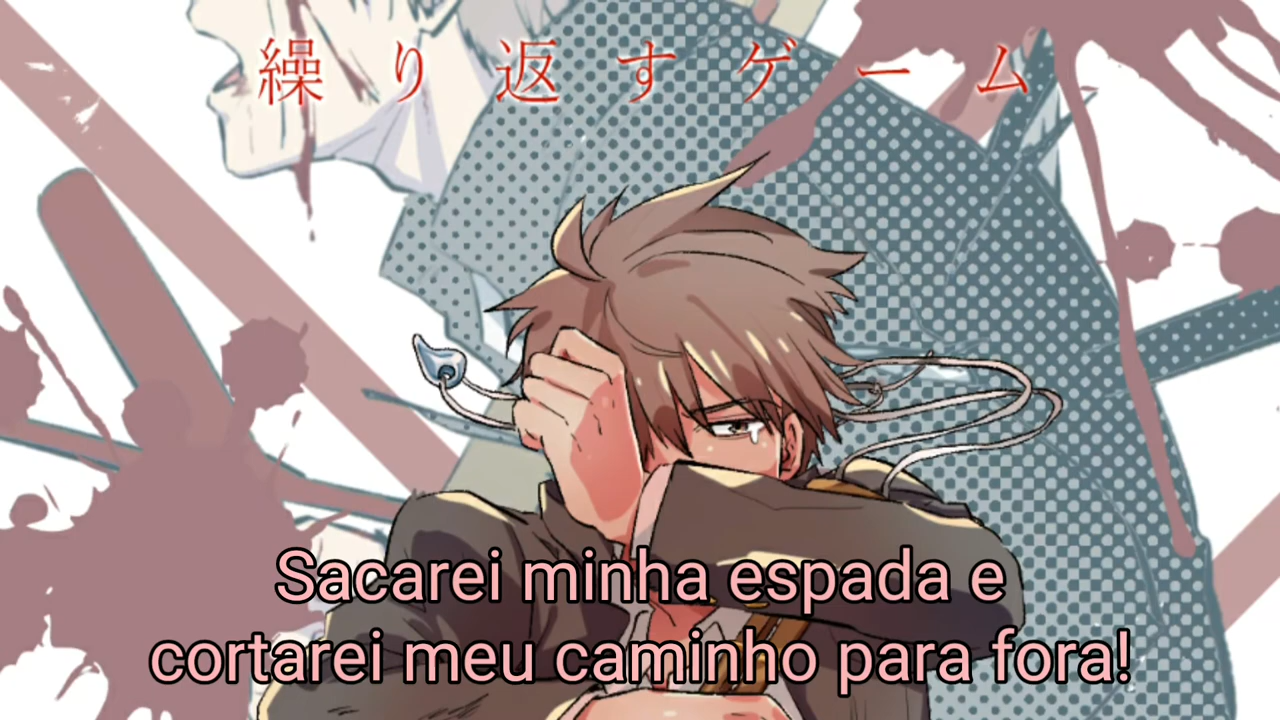 繰り返すゲーム
Sacarei minha espada e
cortarei meu caminho para fora!